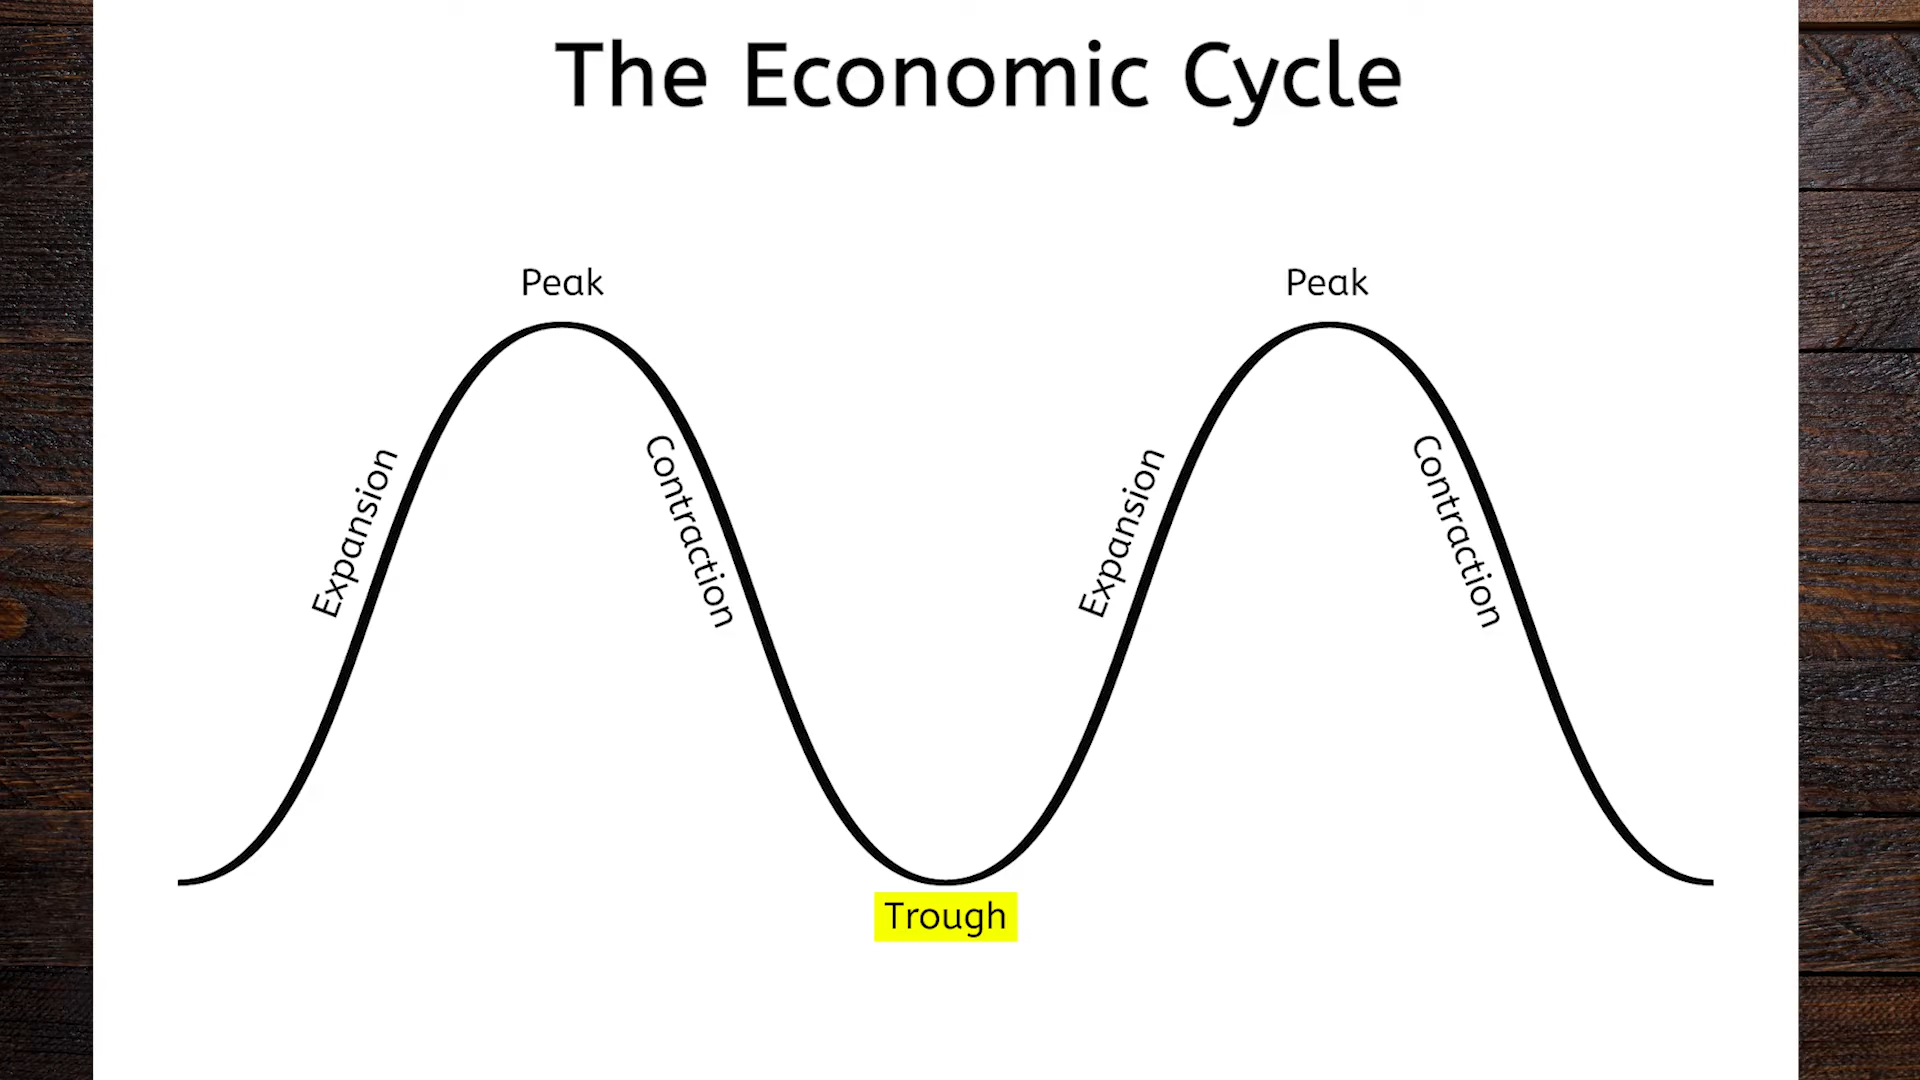 The Economic Cycle
Peak
Peak
Expansion
Contraction
Expansion
Contraction
Trough